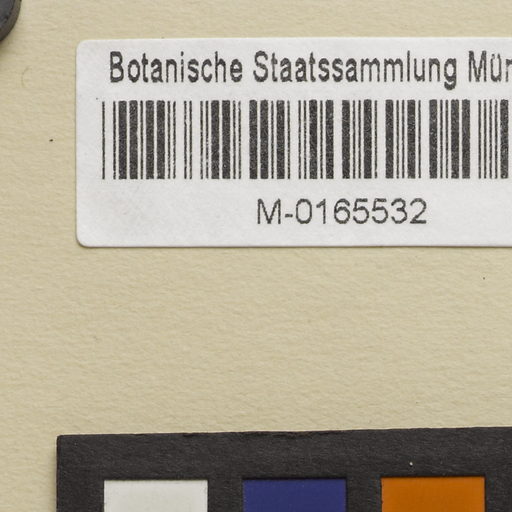 Botanische Staatssammlung Mün
M-0165532